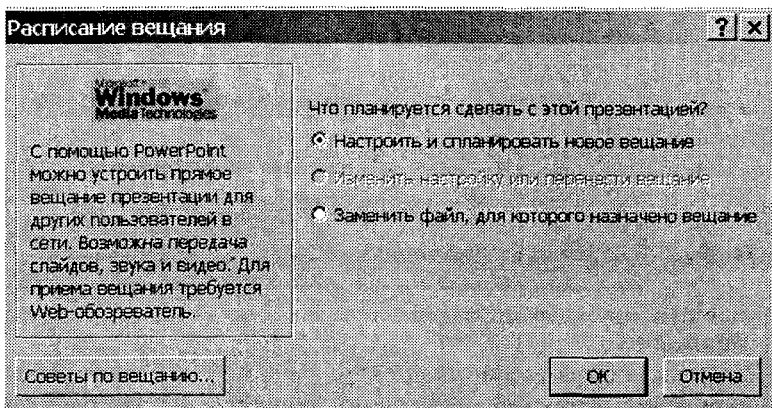 Расписание вещания
Microsoft
Windows
Media Technologies
С помощью PowerPoint
можно устроить прямое
вещание презентации для
других пользователей в
сети. Возможна передача
слайдов, звука и видео. Для
приема вещания требуется
Web-обозреватель.
Что планируется сделать с этой презентацией?
Настроить и спланировать новое вещание
Изменить настройку или перенести вещание
Заменить файл, для которого назначено вещание
Советы по вещанию...
ОК
Отмена